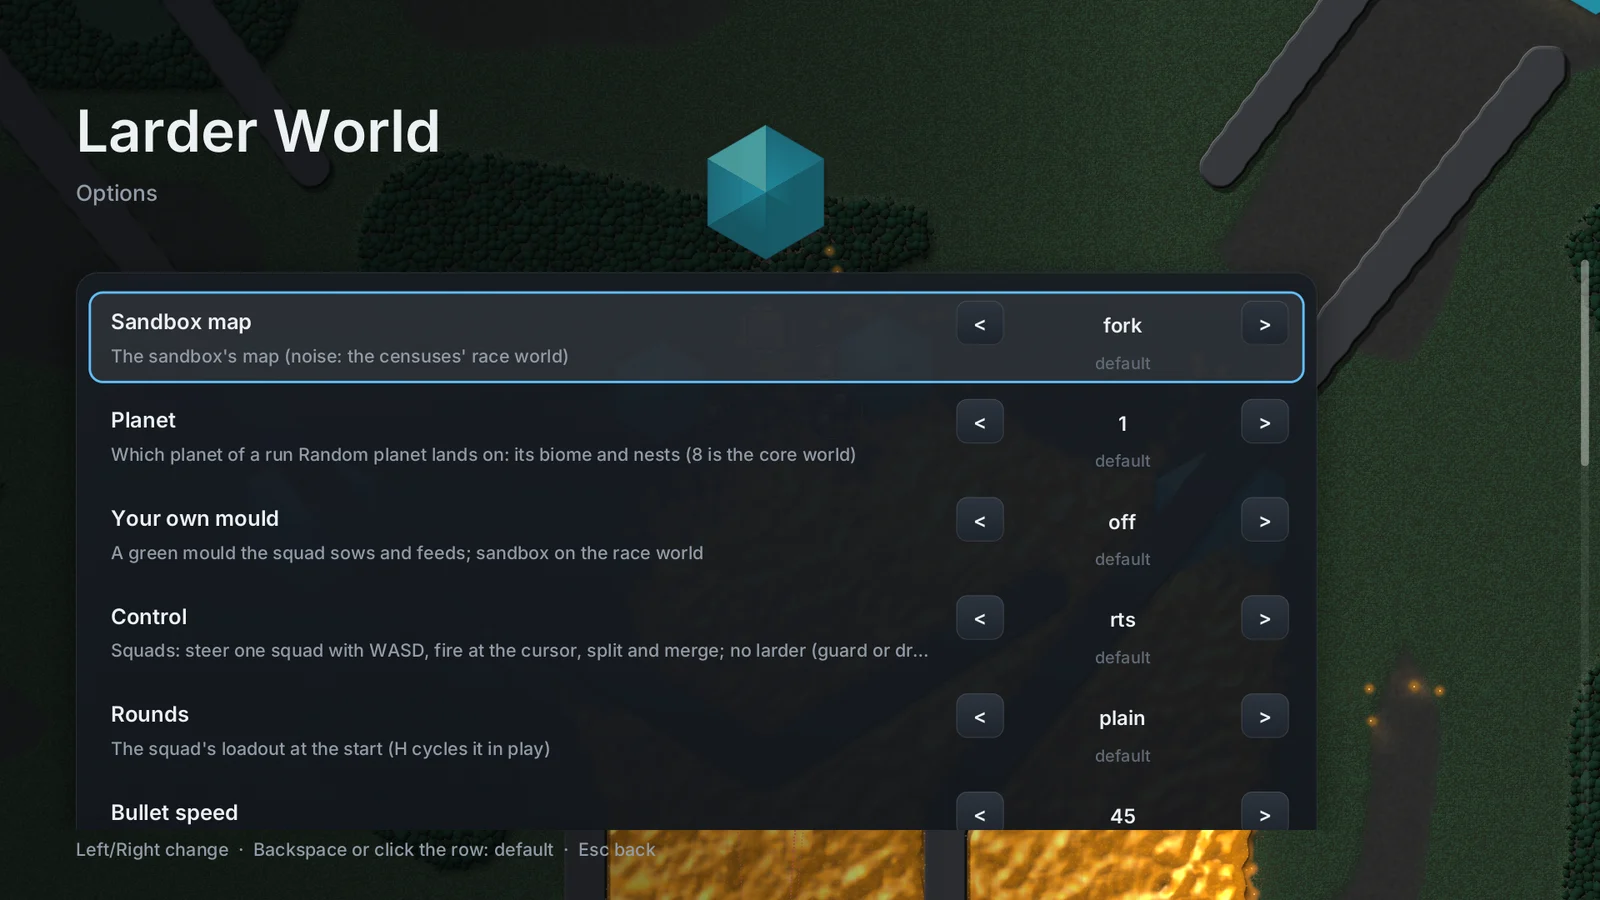 Larder World
Options
Sandbox map
The sandbox's map (noise: the censuses' race world)
< fork >
default
Planet
Which planet of a run Random planet lands on: its biome and nests (8 is the core world)
< 1 >
default
Your own mould
A green mould the squad sows and feeds; sandbox on the race world
< off >
default
Control
Squads: steer one squad with WASD, fire at the cursor, split and merge; no larder (guard or dr...
< rts >
default
Rounds
The squad's loadout at the start (H cycles it in play)
< plain >
default
Bullet speed
< 45 >
Left/Right change · Backspace or click the row: default · Esc back